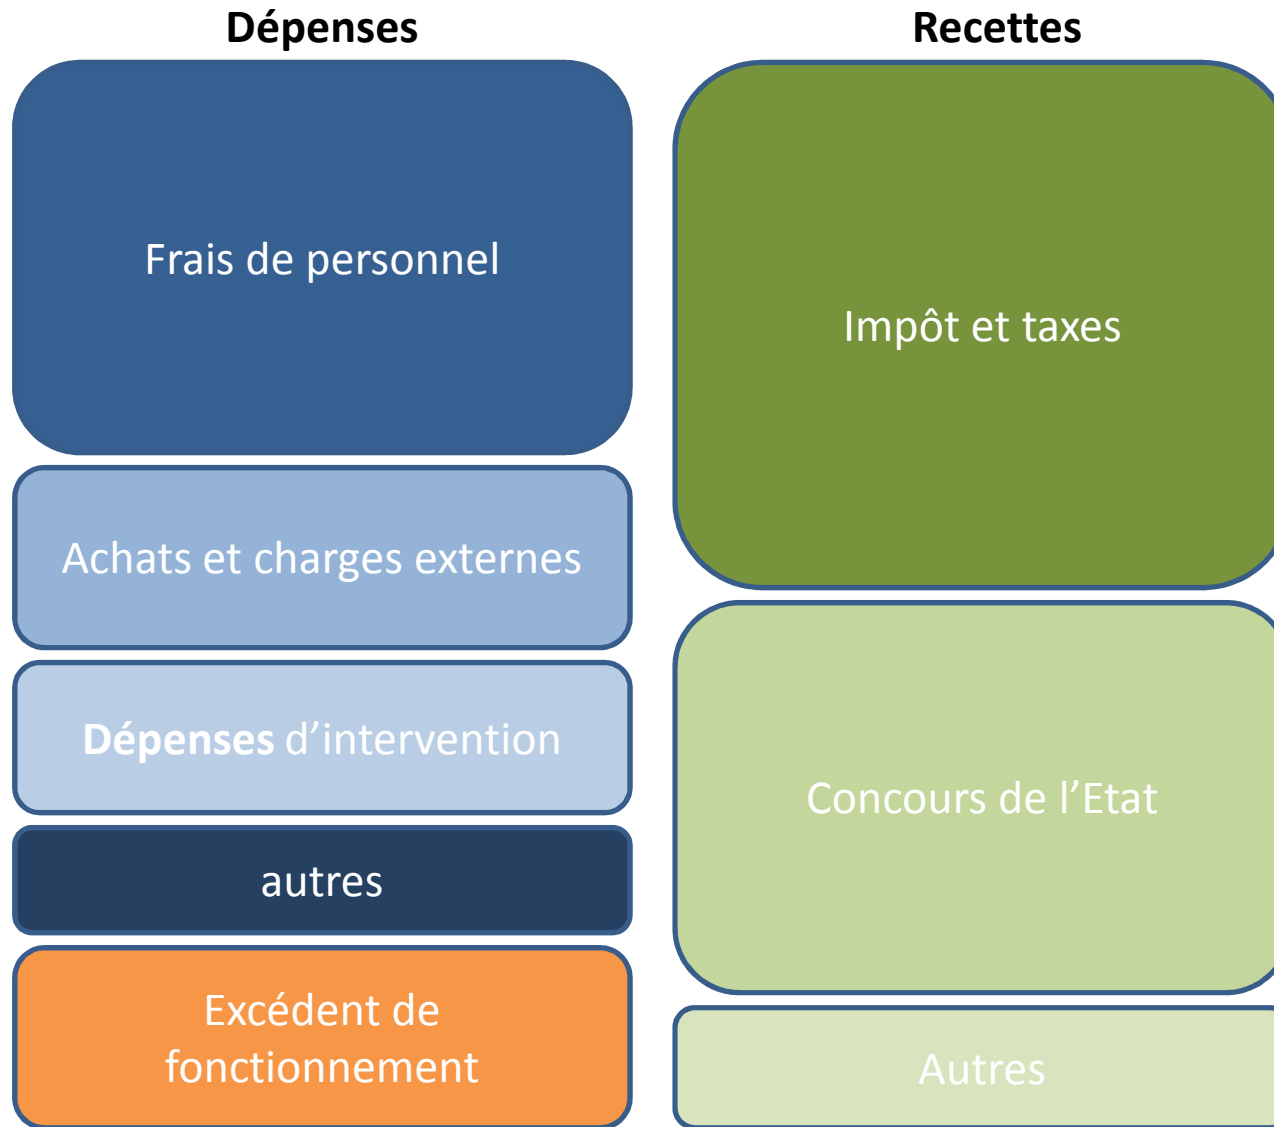 Dépenses
Frais de personnel
Achats et charges externes
Dépenses d’intervention
autres
Excédent de
fonctionnement
Recettes
Impôt et taxes
Concours de l’Etat
Autres